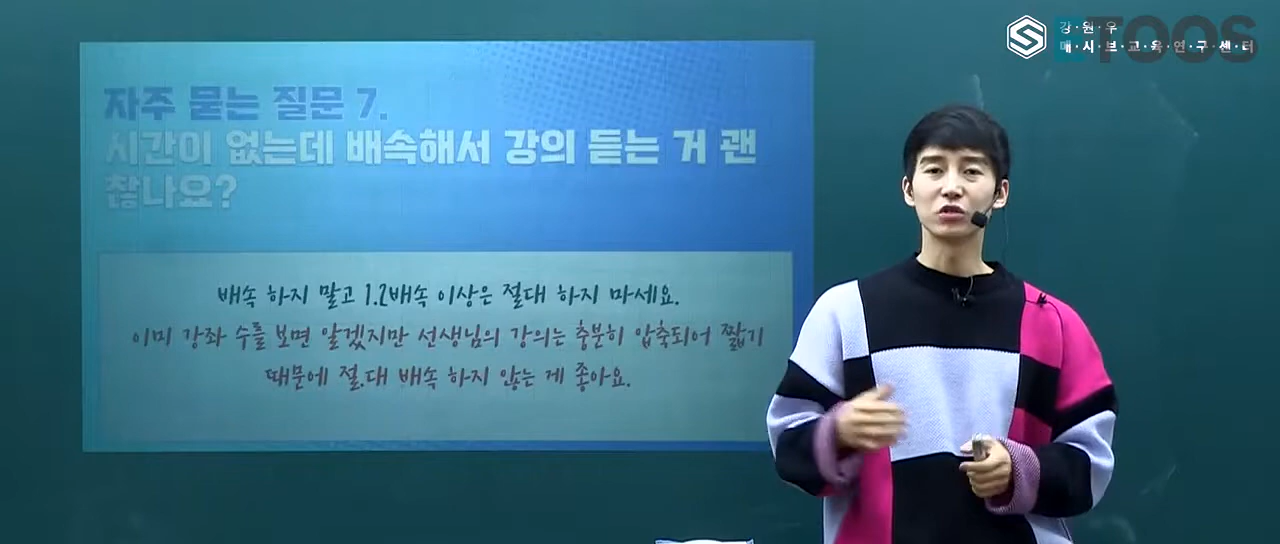 강·원·우
매·시·브·교·육·연·구·센·터
ETOOS
자주 묻는 질문 7.
시간이 없는데 배속해서 강의 듣는 거 괜
찮나요?
배속 하지 말고 1.2배속 이상은 절대 하지 마세요.
이미 강좌 수를 보면 알겠지만 선생님의 강의는 충분히 압축되어 짧기
때문에 절대 배속 하지 않는 게 좋아요.